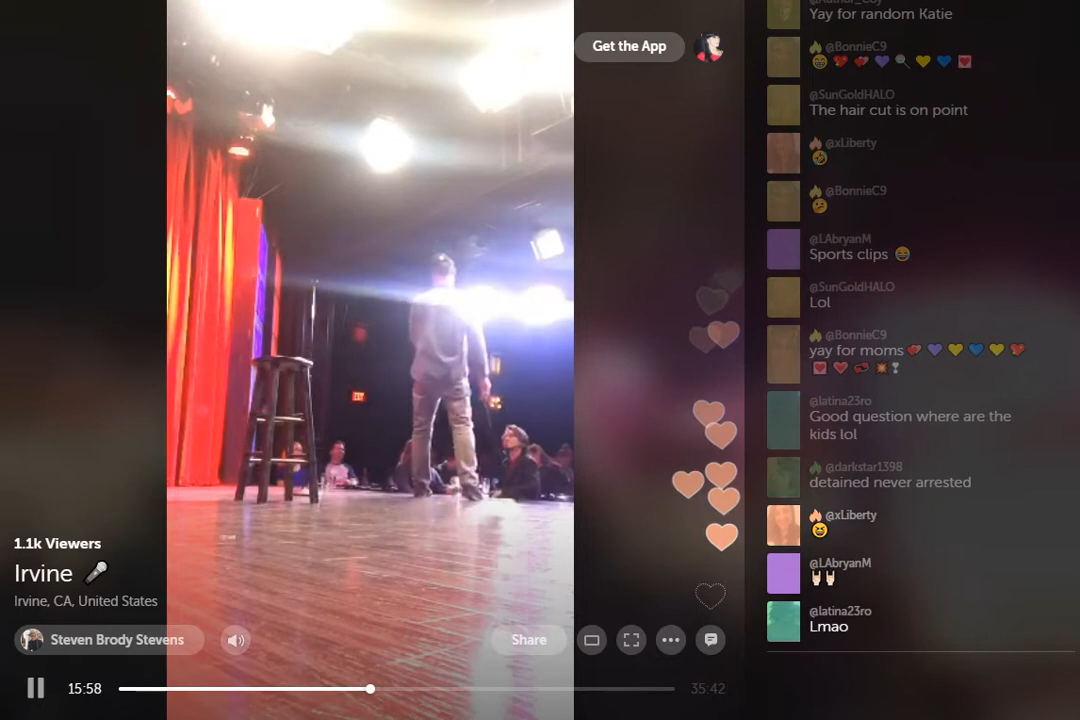 Get the App
1.1k Viewers
Irvine
Irvine, CA, United States
Steven Brody Stevens
Share
15:58
35:42
Yay for random Katie
@BonnieC9
@SunGoldHALO
The hair cut is on point
@xLiberty
@BonnieC9
@LAbryanM
Sports clips
@SunGoldHALO
Lol
@BonnieC9
yay for moms
@latina23ro
Good question where are the
kids lol
@darkstar1398
detained never arrested
@xLiberty
@LAbryanM
@latina23ro
Lmao